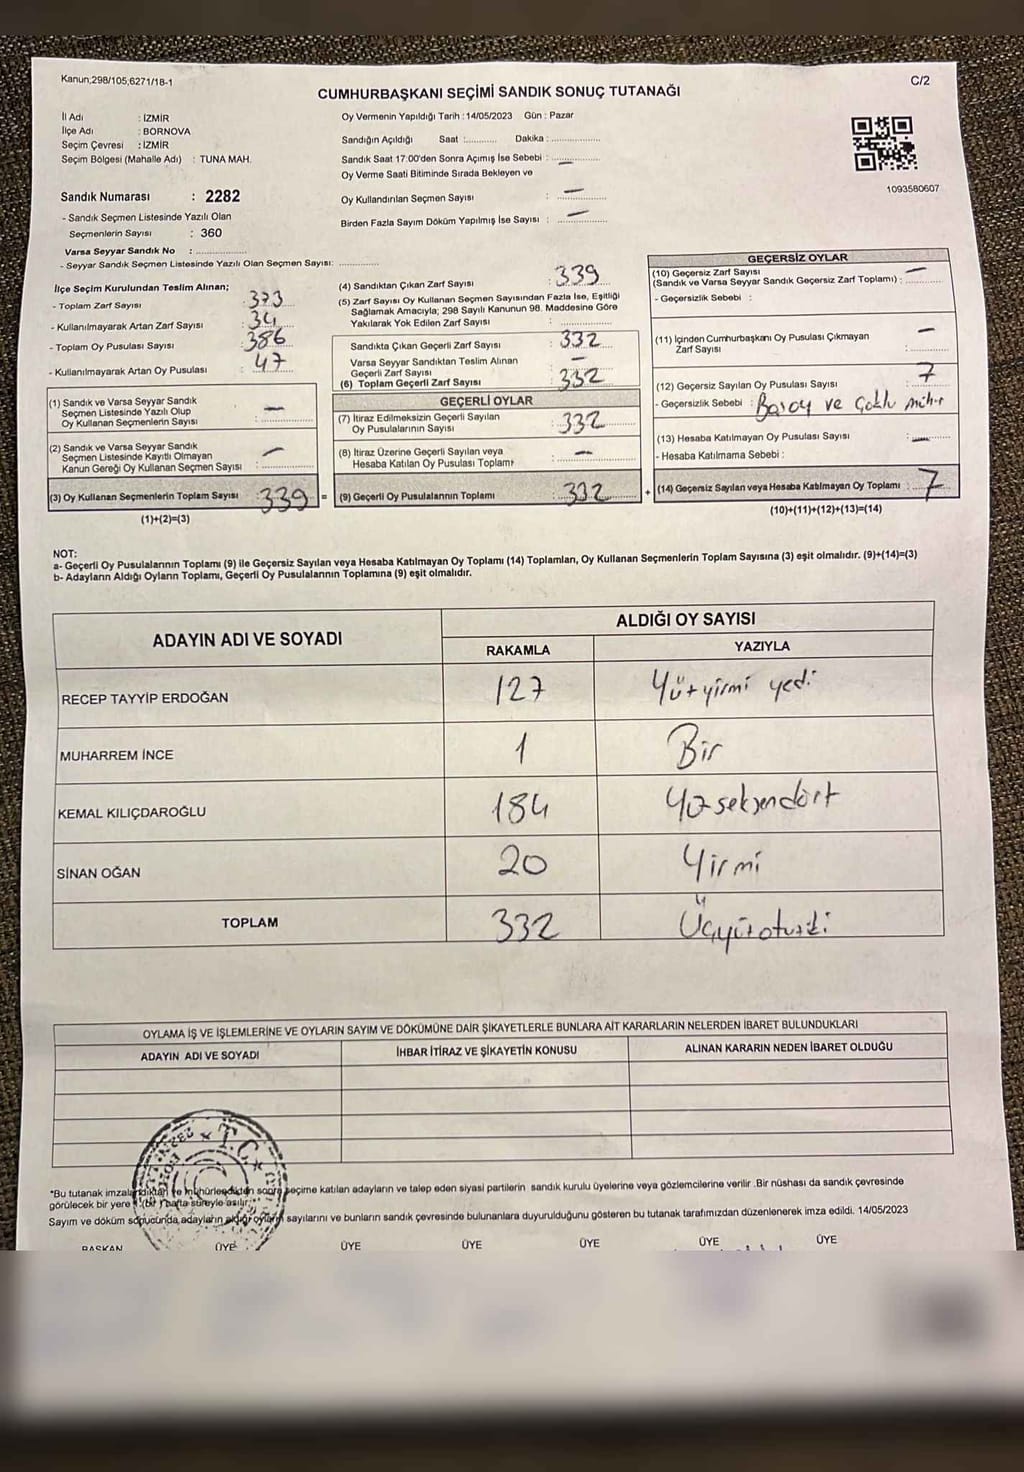 Kanun,298/105,6271/18-1
C/2
CUMHURBAŞKANI SEÇİMİ SANDIK SONUÇ TUTANAĞI
İl Adı : İZMİR
İlçe Adı : BORNOVA
Seçim Çevresi : İZMİR
Seçim Bölgesi (Mahalle Adı) : TUNA MAH.
Sandık Numarası : 2282
- Sandık Seçmen Listesinde Yazılı Olan
Seçmenlerin Sayısı : 360
Varsa Seyyar Sandık No :
- Seyyar Sandık Seçmen Listesinde Yazılı Olan Seçmen Sayısı:
Oy Vermenin Yapıldığı Tarih : 14/05/2023 Gün : Pazar
Sandığın Açıldığı Saat : Dakika :
Sandık Saat 17:00'den Sonra Açımış İse Sebebi : —
Oy Verme Saati Bitiminde Sırada Bekleyen ve
Oy Kullandırılan Seçmen Sayısı : —
Birden Fazla Sayım Döküm Yapılmış İse Sayısı : —
1093580607
İlçe Seçim Kurulundan Teslim Alınan;
- Toplam Zarf Sayısı : 373
- Kullanılmayarak Artan Zarf Sayısı : 34
- Toplam Oy Pusulası Sayısı : 386
- Kullanılmayarak Artan Oy Pusulası : 47
(1) Sandık ve Varsa Seyyar Sandık
Seçmen Listesinde Yazılı Olup
Oy Kullanan Seçmenlerin Sayısı : —
(2) Sandık ve Varsa Seyyar Sandık
Seçmen Listesinde Kayıtlı Olmayan
Kanun Gereği Oy Kullanan Seçmen Sayısı : —
(3) Oy Kullanan Seçmenlerin Toplam Sayısı : 339 =
(1)+(2)=(3)
(4) Sandıktan Çıkan Zarf Sayısı : 339
(5) Zarf Sayısı Oy Kullanan Seçmen Sayısından Fazla İse, Eşitliği
Sağlamak Amacıyla; 298 Sayılı Kanunun 98. Maddesine Göre
Yakılarak Yok Edilen Zarf Sayısı :
Sandıkta Çıkan Geçerli Zarf Sayısı : 332
Varsa Seyyar Sandıktan Teslim Alınan
Geçerli Zarf Sayısı : —
(6) Toplam Geçerli Zarf Sayısı : 332
GEÇERLİ OYLAR
(7) İtiraz Edilmeksizin Geçerli Sayılan
Oy Pusulalarının Sayısı : 332
(8) İtiraz Üzerine Geçerli Sayılan veya
Hesaba Katılan Oy Pusulası Toplamı : —
(9) Geçerli Oy Pusulalarının Toplamı : 332 +
GEÇERSİZ OYLAR
(10) Geçersiz Zarf Sayısı
(Sandık ve Varsa Seyyar Sandık Geçersiz Zarf Toplamı) : —
- Geçersizlik Sebebi :
(11) İçinden Cumhurbaşkanı Oy Pusulası Çıkmayan
Zarf Sayısı : —
(12) Geçersiz Sayılan Oy Pusulası Sayısı : 7
- Geçersizlik Sebebi : Boş oy ve Çoklu mühür
(13) Hesaba Katılmayan Oy Pusulası Sayısı : —
- Hesaba Katılmama Sebebi :
(14) Geçersiz Sayılan veya Hesaba Katılmayan Oy Toplamı : 7
(10)+(11)+(12)+(13)=(14)
NOT:
a- Geçerli Oy Pusulalarının Toplamı (9) ile Geçersiz Sayılan veya Hesaba Katılmayan Oy Toplamı (14) Toplamları, Oy Kullanan Seçmenlerin Toplam Sayısına (3) eşit olmalıdır. (9)+(14)=(3)
b- Adayların Aldığı Oyların Toplamı, Geçerli Oy Pusulalarının Toplamına (9) eşit olmalıdır.
ADAYIN ADI VE SOYADI
ALDIĞI OY SAYISI
RAKAMLA YAZIYLA
RECEP TAYYİP ERDOĞAN 127 Yüzyirmi yedi
MUHARREM İNCE 1 Bir
KEMAL KILIÇDAROĞLU 184 Yüzseksendört
SİNAN OĞAN 20 Yirmi
TOPLAM 332 Üçyüzotuziki
OYLAMA İŞ VE İŞLEMLERİNE VE OYLARIN SAYIM VE DÖKÜMÜNE DAİR ŞİKAYETLERLE BUNLARA AİT KARARLARIN NELERDEN İBARET BULUNDUKLARI
ADAYIN ADI VE SOYADI İHBAR İTİRAZ VE ŞİKAYETİN KONUSU ALINAN KARARIN NEDEN İBARET OLDUĞU
T.C.
*Bu tutanak imzalandıktan ve mühürlendikten sonra seçime katılan adayların ve talep eden siyasi partilerin sandık kurulu üyelerine veya gözlemcilerine verilir .Bir nüshası da sandık çevresinde
görülecek bir yere 1 (bir) hafta süreyle asılır.
Sayım ve döküm sonucunda, adayların aldığı oyların sayılarını ve bunların sandık çevresinde bulunanlara duyurulduğunu gösteren bu tutanak tarafımızdan düzenlenerek imza edildi. 14/05/2023
BAŞKAN ÜYE ÜYE ÜYE ÜYE ÜYE ÜYE